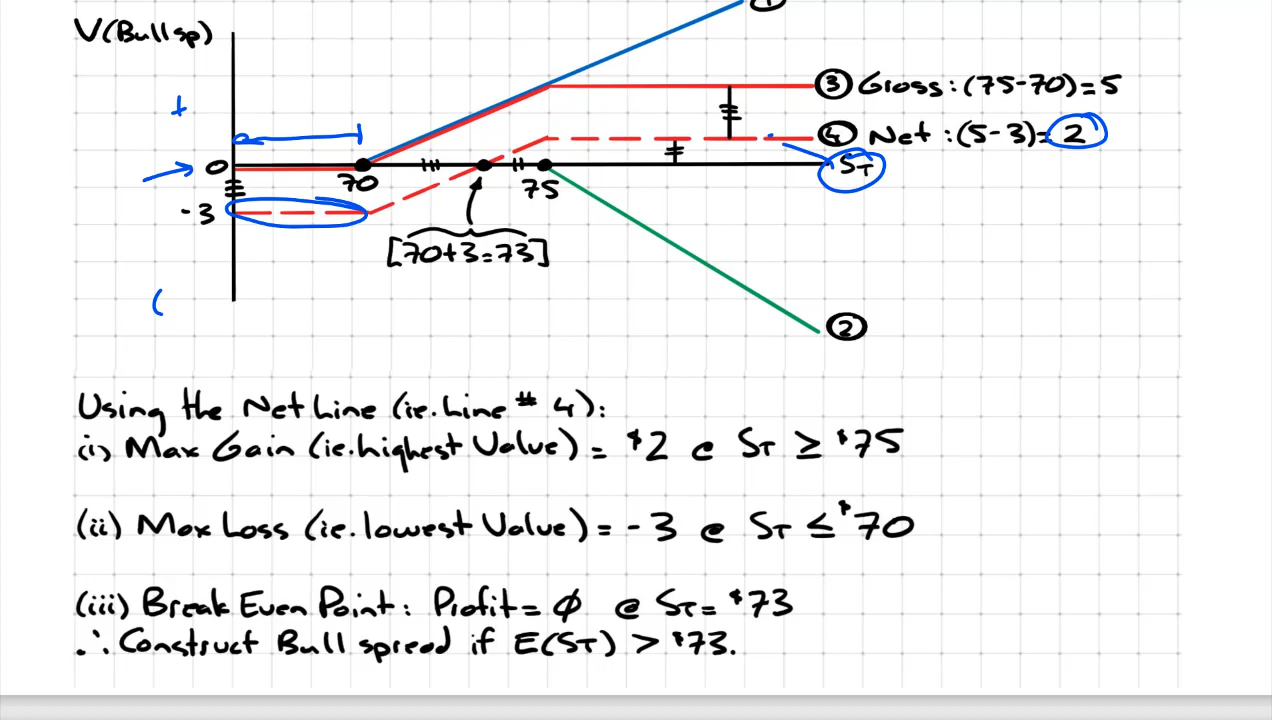 V(Bullsp)
①
+
③ Gross: (75-70)=5
④ Net: (5-3)=2
0
70
75
ST
-3
[70+3=73]
(
②
Using the Net Line (ie. Line # 4):
(i) Max Gain (ie. highest Value) = $2 @ ST ≥ $75
(ii) Max Loss (ie. lowest Value) = -3 @ ST ≤ $70
(iii) Break Even Point: Profit = ϕ @ ST = $73
∴ Construct Bull spread if E(ST) > $73.